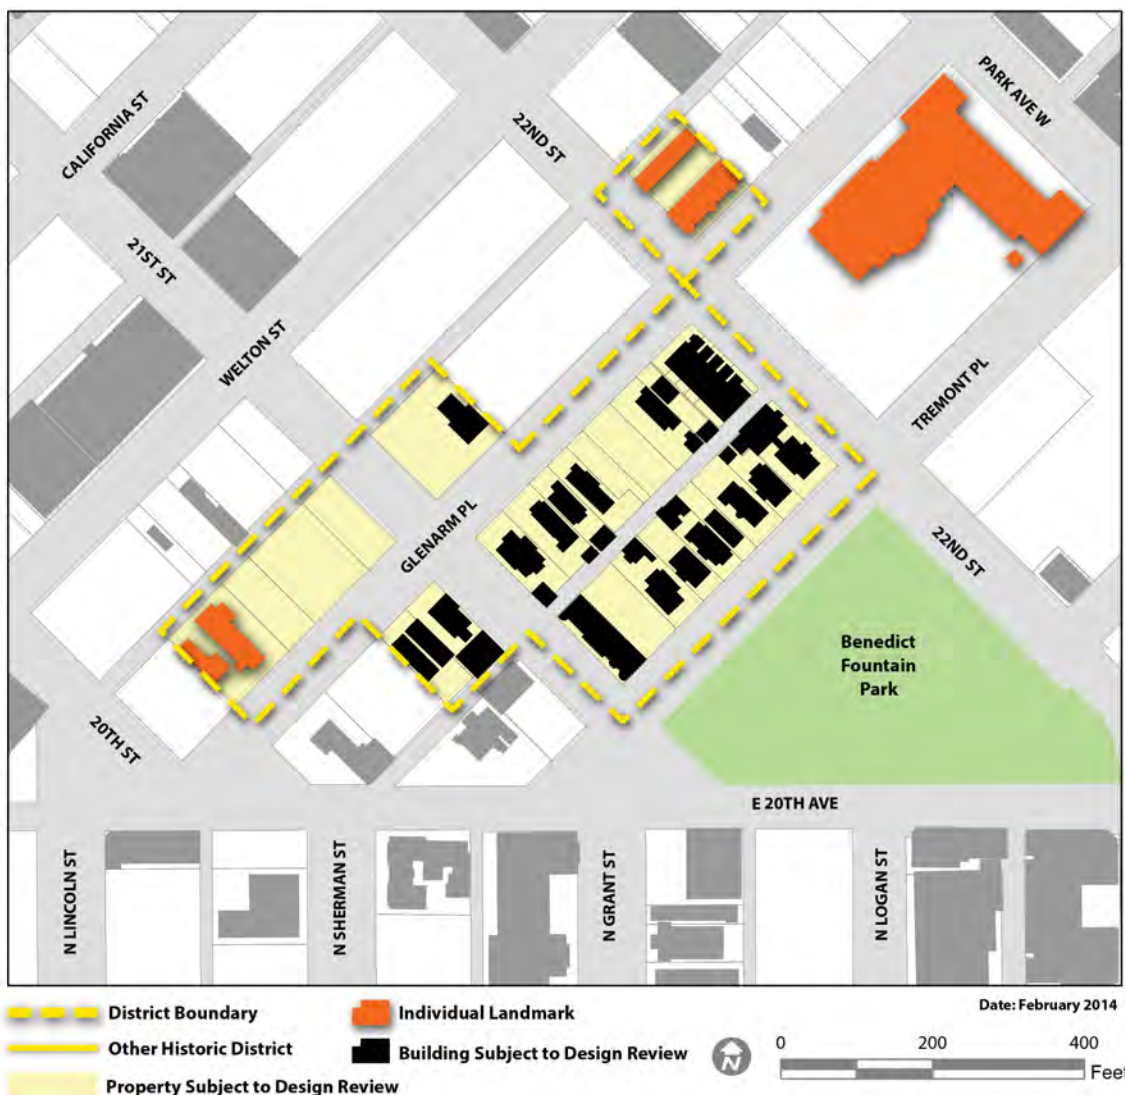 PARK AVE W
CALIFORNIA ST
22ND ST
21ST ST
WELTON ST
TREMONT PL
GLENARM PL
22ND ST
Benedict
Fountain
Park
20TH ST
E 20TH AVE
N LINCOLN ST
N SHERMAN ST
N GRANT ST
N LOGAN ST
Date: February 2014
District Boundary
Individual Landmark
Other Historic District
Building Subject to Design Review
Property Subject to Design Review
N
0 200 400
Feet